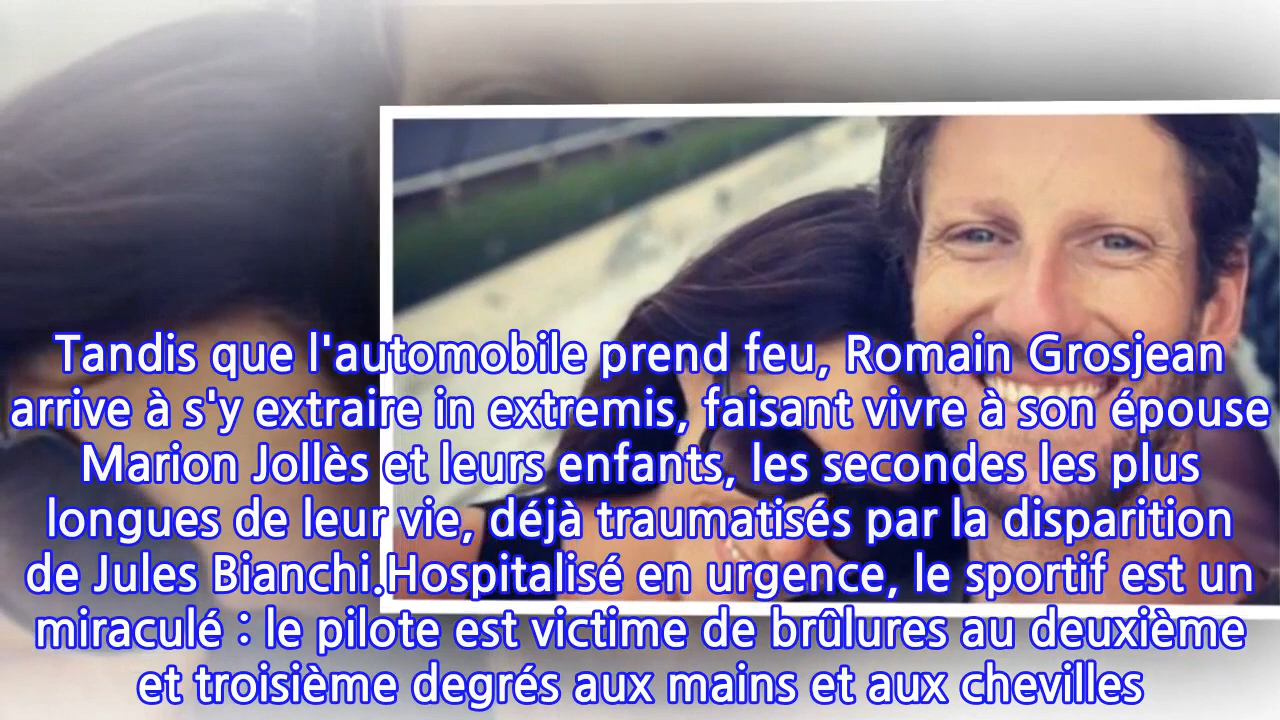 Tandis que l'automobile prend feu, Romain Grosjean
arrive à s'y extraire in extremis, faisant vivre à son épouse
Marion Jollès et leurs enfants, les secondes les plus
longues de leur vie, déjà traumatisés par la disparition
de Jules Bianchi.Hospitalisé en urgence, le sportif est un
miraculé : le pilote est victime de brûlures au deuxième
et troisième degrés aux mains et aux chevilles